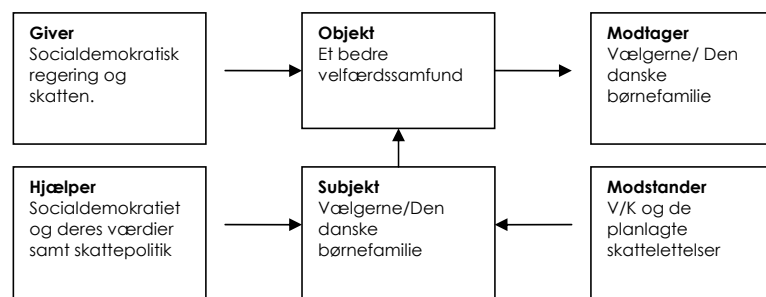 Giver
Socialdemokratisk
regering og
skatten.
Objekt
Et bedre
velfærdssamfund
Modtager
Vælgerne/ Den
danske
børnefamilie
Hjælper
Socialdemokratiet
og deres værdier
samt skattepolitik
Subjekt
Vælgerne/Den
danske
børnefamilie
Modstander
V/K og de
planlagte
skattelettelser